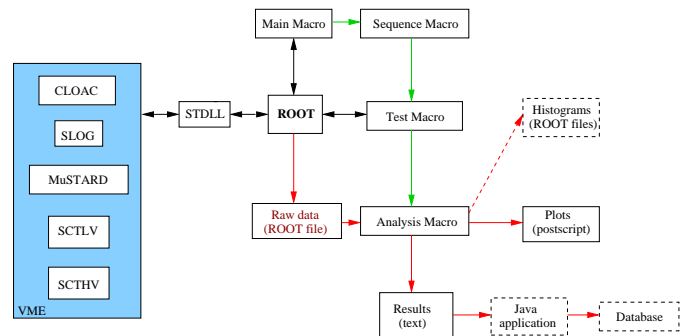 Main Macro
Sequence Macro
CLOAC
SLOG
MuSTARD
SCTLV
SCTHV
VME
STDLL
ROOT
Test Macro
Histograms
(ROOT files)
Raw data
(ROOT file)
Analysis Macro
Plots
(postscript)
Results
(text)
Java
application
Database